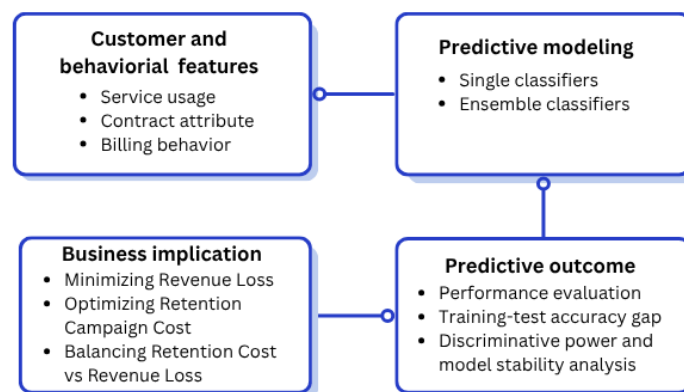 Customer and
behaviorial features
• Service usage
• Contract attribute
• Billing behavior
Predictive modeling
• Single classifiers
• Ensemble classifiers
Business implication
• Minimizing Revenue Loss
• Optimizing Retention
Campaign Cost
• Balancing Retention Cost
vs Revenue Loss
Predictive outcome
• Performance evaluation
• Training-test accuracy gap
• Discriminative power and
model stability analysis